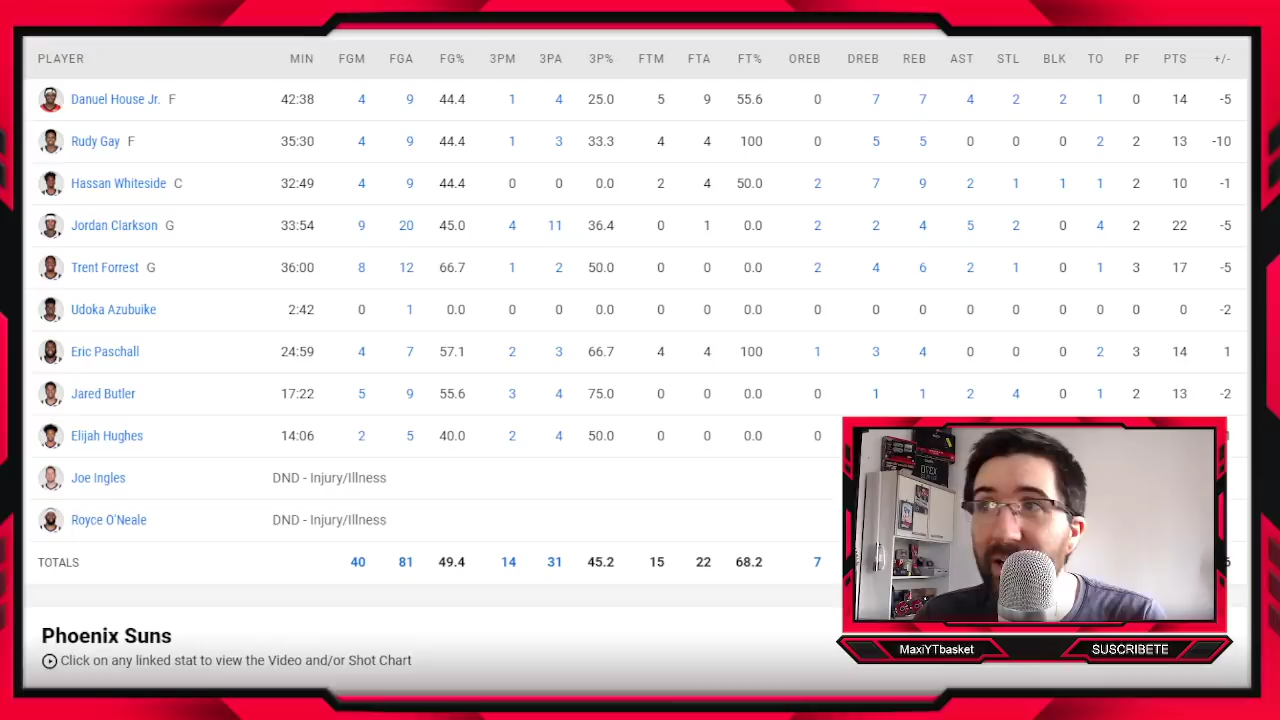 PLAYER MIN FGM FGA FG% 3PM 3PA 3P% FTM FTA FT% OREB DREB REB AST STL BLK TO PF PTS +/-
Danuel House Jr. F 42:38 4 9 44.4 1 4 25.0 5 9 55.6 0 7 7 4 2 2 1 0 14 -5
Rudy Gay F 35:30 4 9 44.4 1 3 33.3 4 4 100 0 5 5 0 0 0 2 2 13 -10
Hassan Whiteside C 32:49 4 9 44.4 0 0 0.0 2 4 50.0 2 7 9 2 1 1 1 2 10 -1
Jordan Clarkson G 33:54 9 20 45.0 4 11 36.4 0 1 0.0 2 2 4 5 2 0 4 2 22 -5
Trent Forrest G 36:00 8 12 66.7 1 2 50.0 0 0 0.0 2 4 6 2 1 0 1 3 17 -5
Udoka Azubuike 2:42 0 1 0.0 0 0 0.0 0 0 0.0 0 0 0 0 0 0 0 0 0 -2
Eric Paschall 24:59 4 7 57.1 2 3 66.7 4 4 100 1 3 4 0 0 0 2 3 14 1
Jared Butler 17:22 5 9 55.6 3 4 75.0 0 0 0.0 0 1 1 2 4 0 1 2 13 -2
Elijah Hughes 14:06 2 5 40.0 2 4 50.0 0 0 0.0 0
Joe Ingles DND - Injury/Illness
Royce O'Neale DND - Injury/Illness
TOTALS 40 81 49.4 14 31 45.2 15 22 68.2 7
Phoenix Suns
Click on any linked stat to view the Video and/or Shot Chart
MaxiYTbasket SUSCRIBETE